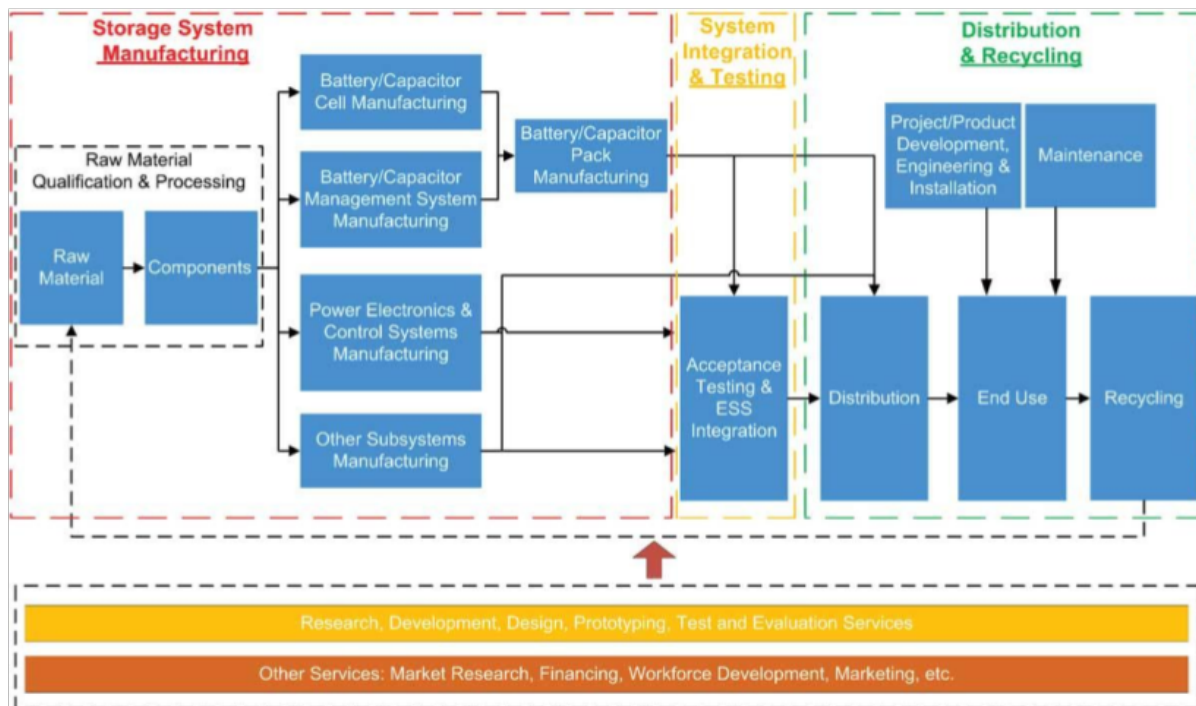 Storage System
Manufacturing
System
Integration
& Testing
Distribution
& Recycling
Battery/Capacitor
Cell Manufacturing
Battery/Capacitor
Pack
Manufacturing
Project/Product
Development,
Engineering &
Installation
Maintenance
Raw Material
Qualification & Processing
Battery/Capacitor
Management System
Manufacturing
Raw
Material
Components
Power Electronics &
Control Systems
Manufacturing
Acceptance
Testing &
ESS
Integration
Distribution
End Use
Recycling
Other Subsystems
Manufacturing
Research, Development, Design, Prototyping, Test and Evaluation Services
Other Services: Market Research, Financing, Workforce Development, Marketing, etc.